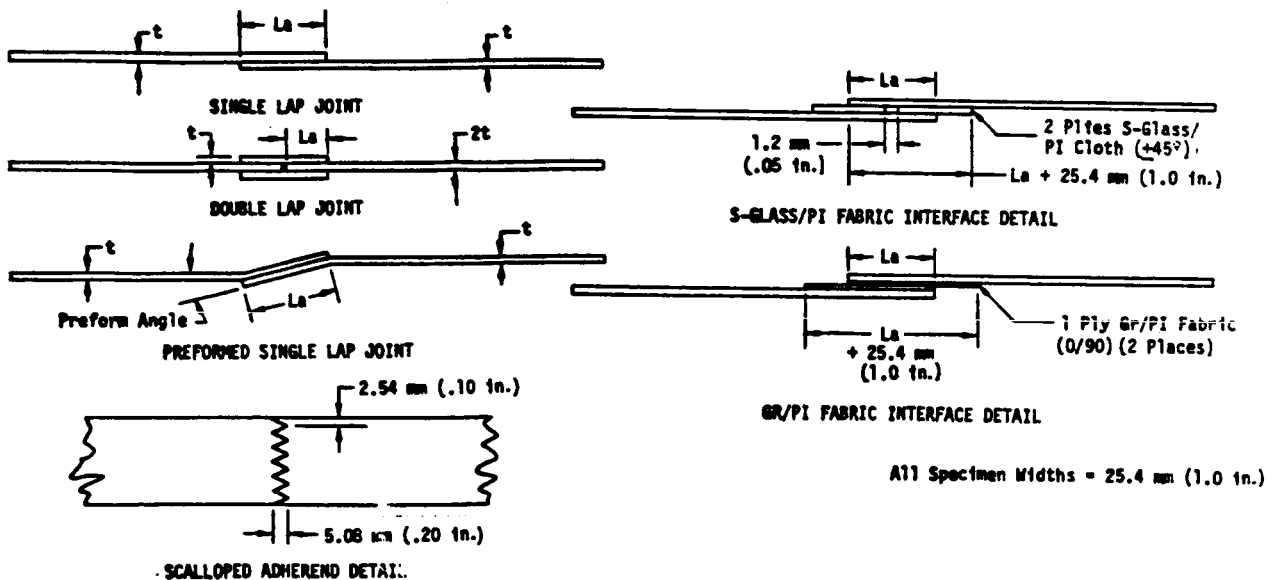 La
t
t
SINGLE LAP JOINT
t
La
2t
DOUBLE LAP JOINT
t
t
La
Preform Angle
PREFORMED SINGLE LAP JOINT
2.54 mm (.10 in.)
5.08 mm (.20 in.)
SCALLOPED ADHEREND DETAIL
La
1.2 mm
(.05 in.)
2 Plies S-Glass/
PI Cloth (±45°)
La + 25.4 mm (1.0 in.)
S-GLASS/PI FABRIC INTERFACE DETAIL
La
La
+ 25.4 mm
(1.0 in.)
1 Ply Gr/PI Fabric
(0/90) (2 Places)
GR/PI FABRIC INTERFACE DETAIL
All Specimen Widths = 25.4 mm (1.0 in.)